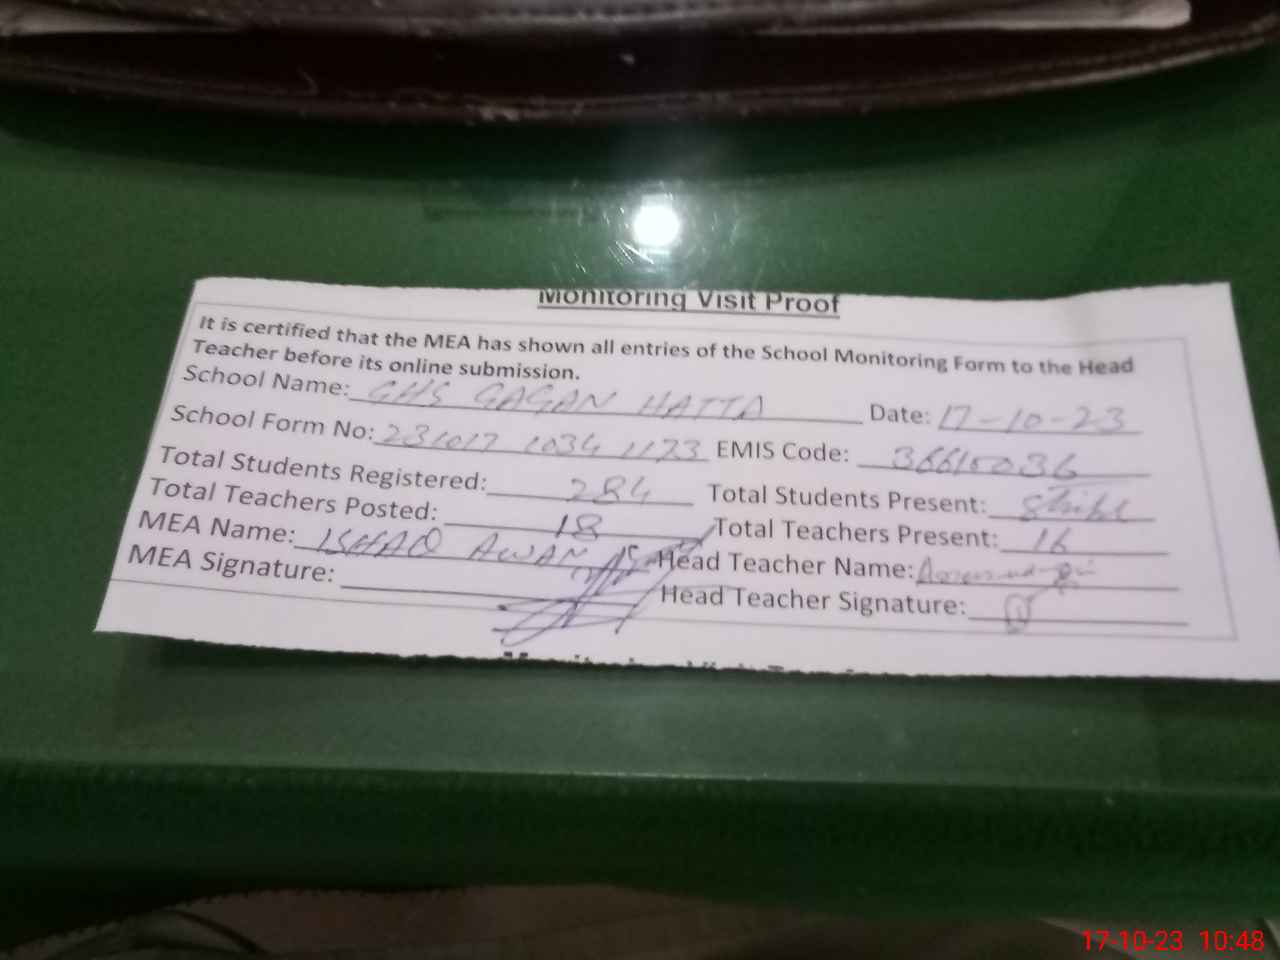 Monitoring Visit Proof
It is certified that the MEA has shown all entries of the School Monitoring Form to the Head
Teacher before its online submission.
School Name: GHS GAGAN HATTA Date: 17-10-23
School Form No: 231017 1034 1173 EMIS Code: 36610036
Total Students Registered: 284 Total Students Present: Strike
Total Teachers Posted: 18 Total Teachers Present: 16
MEA Name: ISHAQ AWAN Head Teacher Name:
MEA Signature: Head Teacher Signature:
17-10-23 10:48